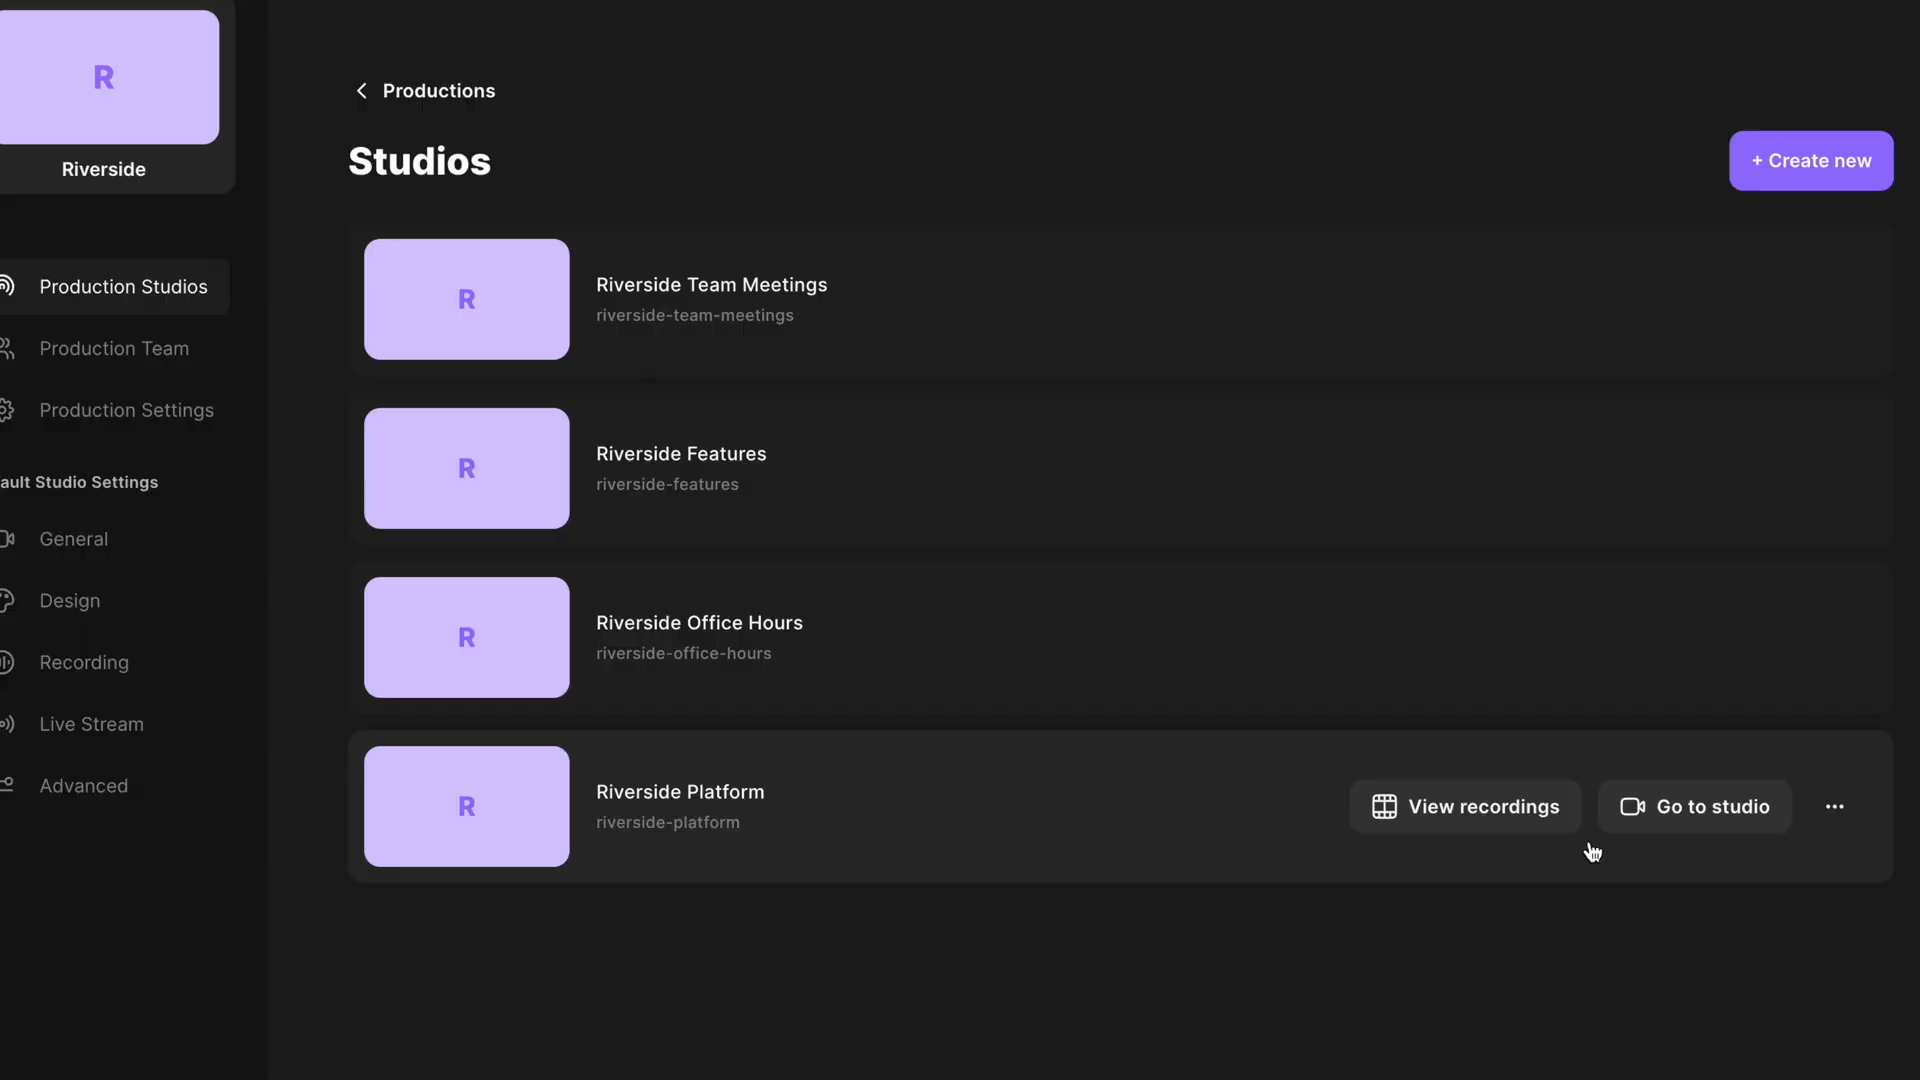 R
Riverside
Production Studios
Production Team
Production Settings
ault Studio Settings
General
Design
Recording
Live Stream
Advanced
Productions
Studios
+ Create new
R
Riverside Team Meetings
riverside-team-meetings
R
Riverside Features
riverside-features
R
Riverside Office Hours
riverside-office-hours
R
Riverside Platform
riverside-platform
View recordings
Go to studio